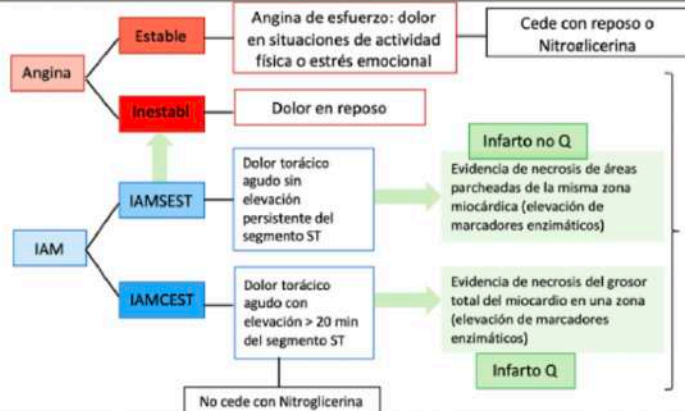 Angina
Estable
Angina de esfuerzo: dolor
en situaciones de actividad
física o estrés emocional
Cede con reposo o
Nitroglicerina
Inestabl
Dolor en reposo
IAM
IAMSEST
Dolor torácico
agudo sin
elevación
persistente del
segmento ST
Infarto no Q
Evidencia de necrosis de áreas
parcheadas de la misma zona
miocárdica (elevación de
marcadores enzimáticos)
IAMCEST
Dolor torácico
agudo con
elevación > 20 min
del segmento ST
Evidencia de necrosis del grosor
total del miocardio en una zona
(elevación de marcadores
enzimáticos)
Infarto Q
No cede con Nitroglicerina